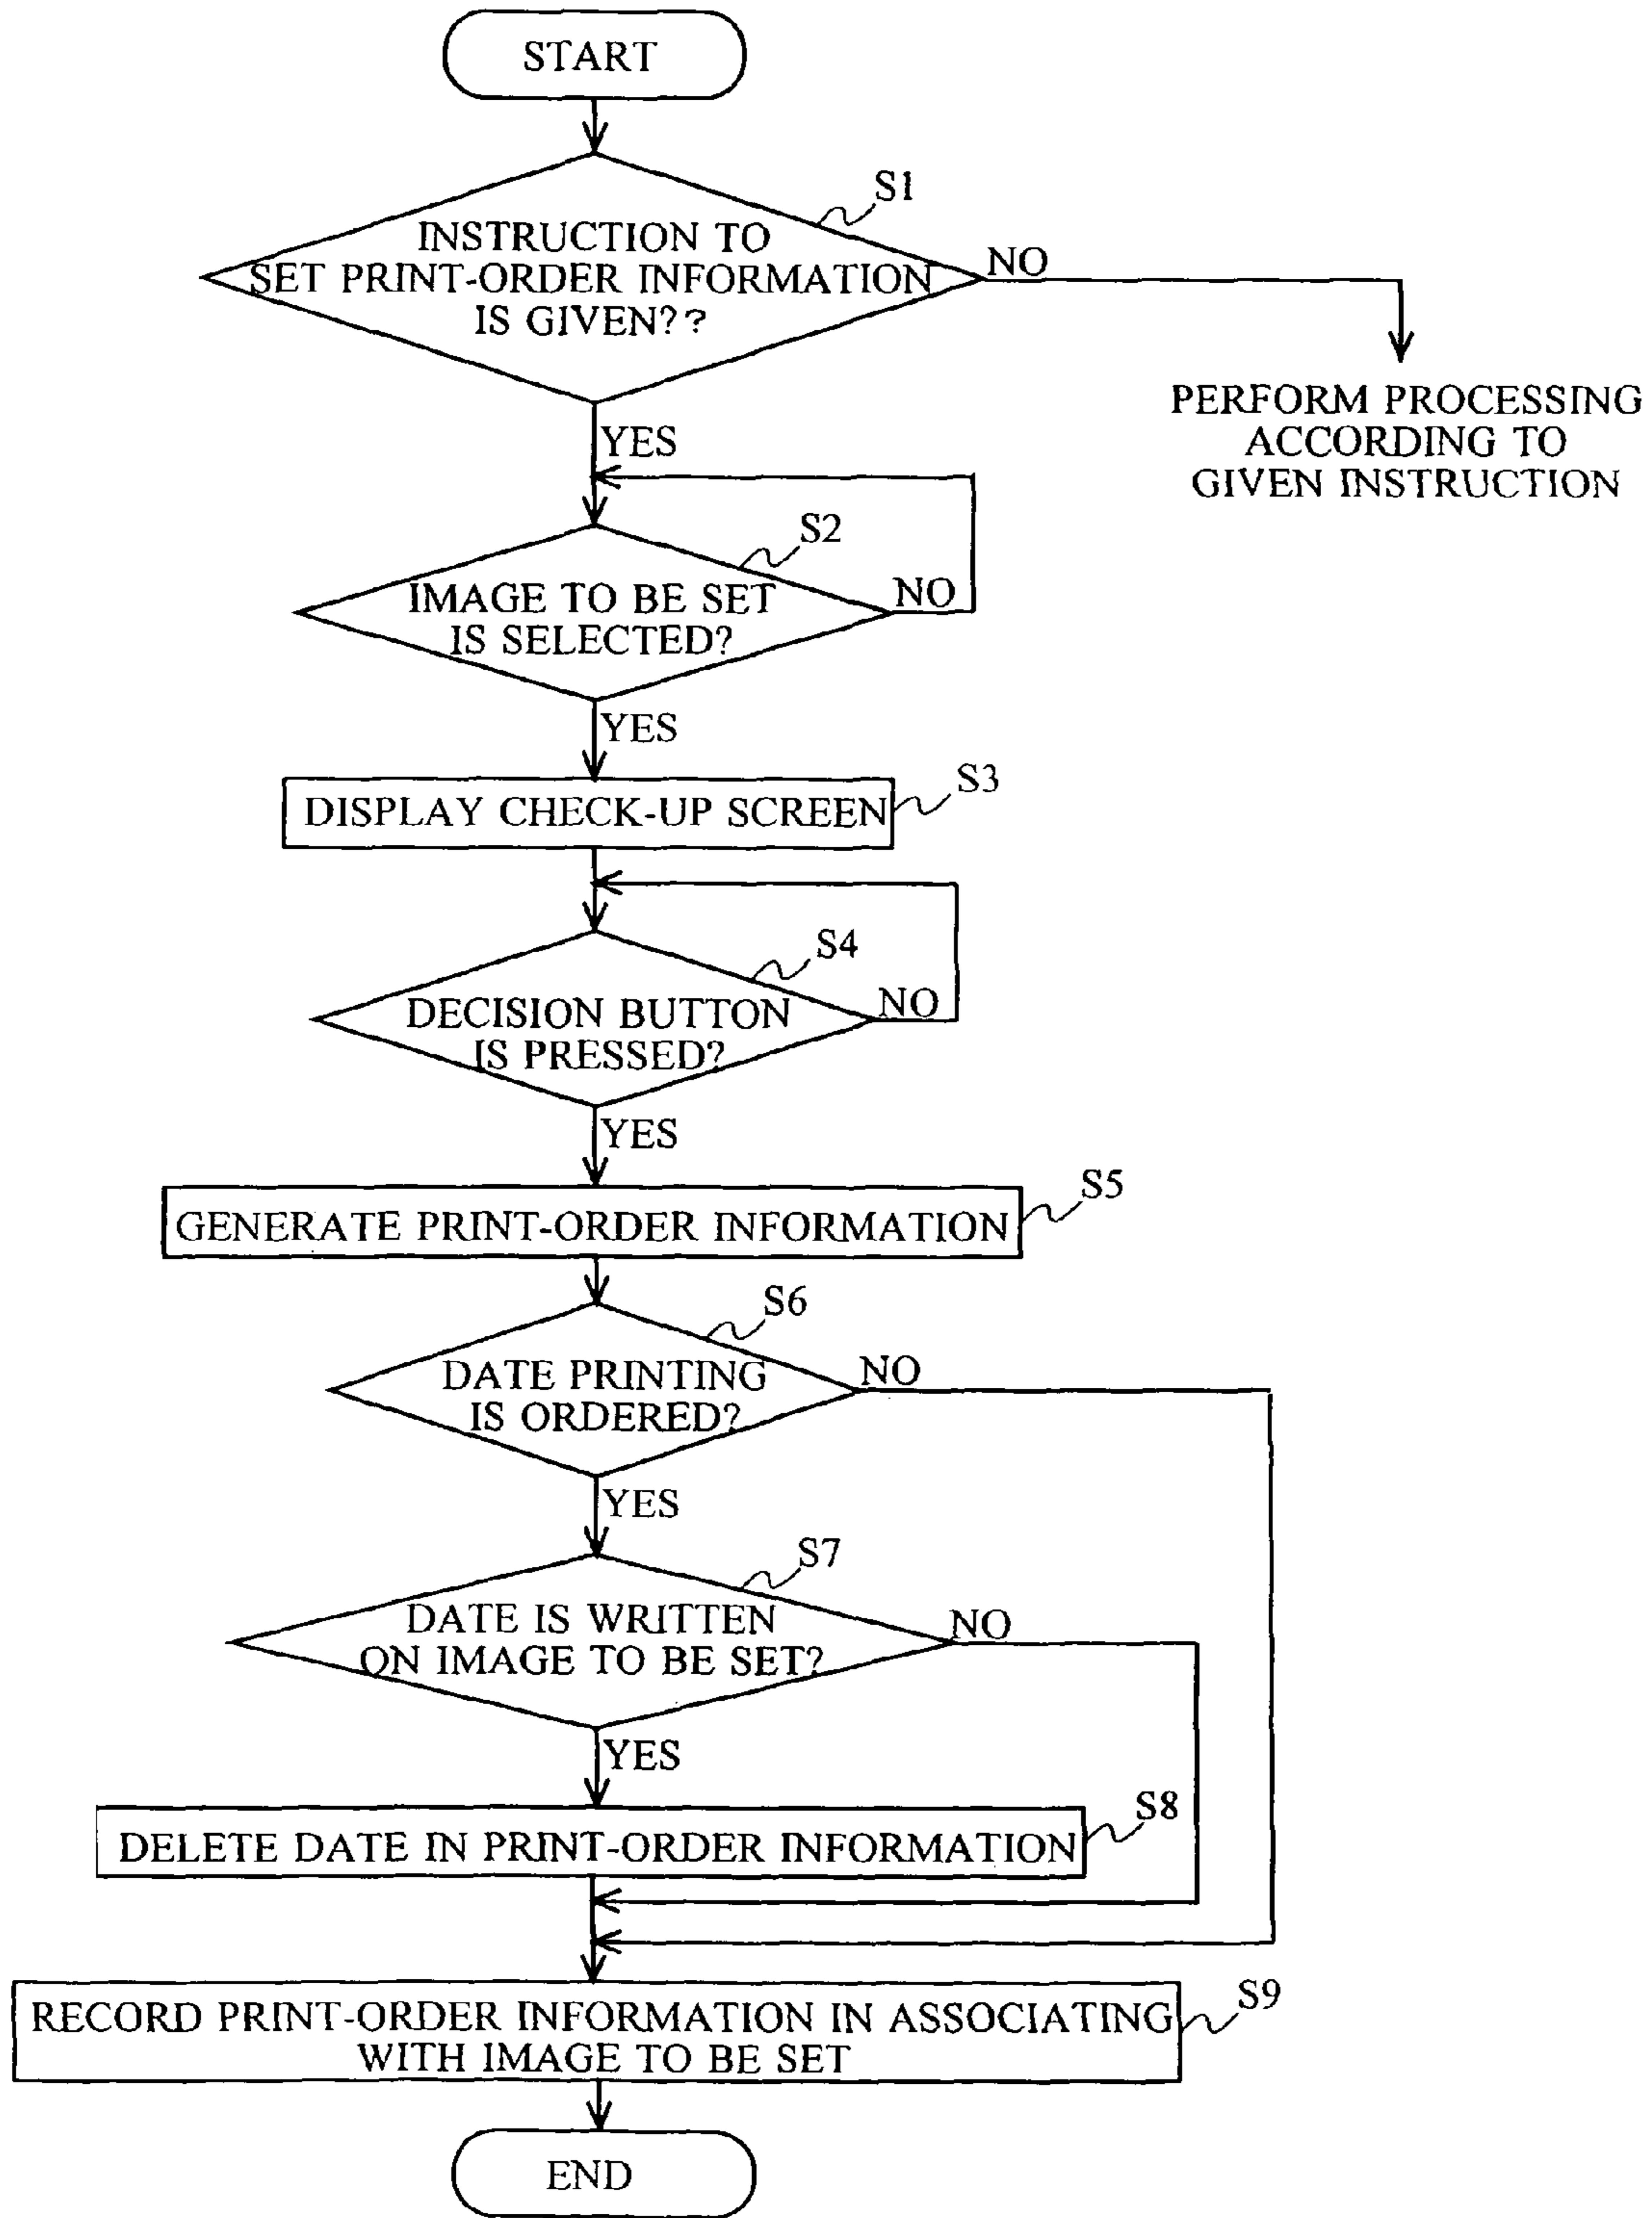 START
S1
INSTRUCTION TO
SET PRINT-ORDER INFORMATION
IS GIVEN??
NO
PERFORM PROCESSING
ACCORDING TO
GIVEN INSTRUCTION
YES
S2
IMAGE TO BE SET
IS SELECTED?
NO
YES
S3
DISPLAY CHECK-UP SCREEN
S4
DECISION BUTTON
IS PRESSED?
NO
YES
S5
GENERATE PRINT-ORDER INFORMATION
S6
DATE PRINTING
IS ORDERED?
NO
YES
S7
DATE IS WRITTEN
ON IMAGE TO BE SET?
NO
YES
S8
DELETE DATE IN PRINT-ORDER INFORMATION
S9
RECORD PRINT-ORDER INFORMATION IN ASSOCIATING
WITH IMAGE TO BE SET
END